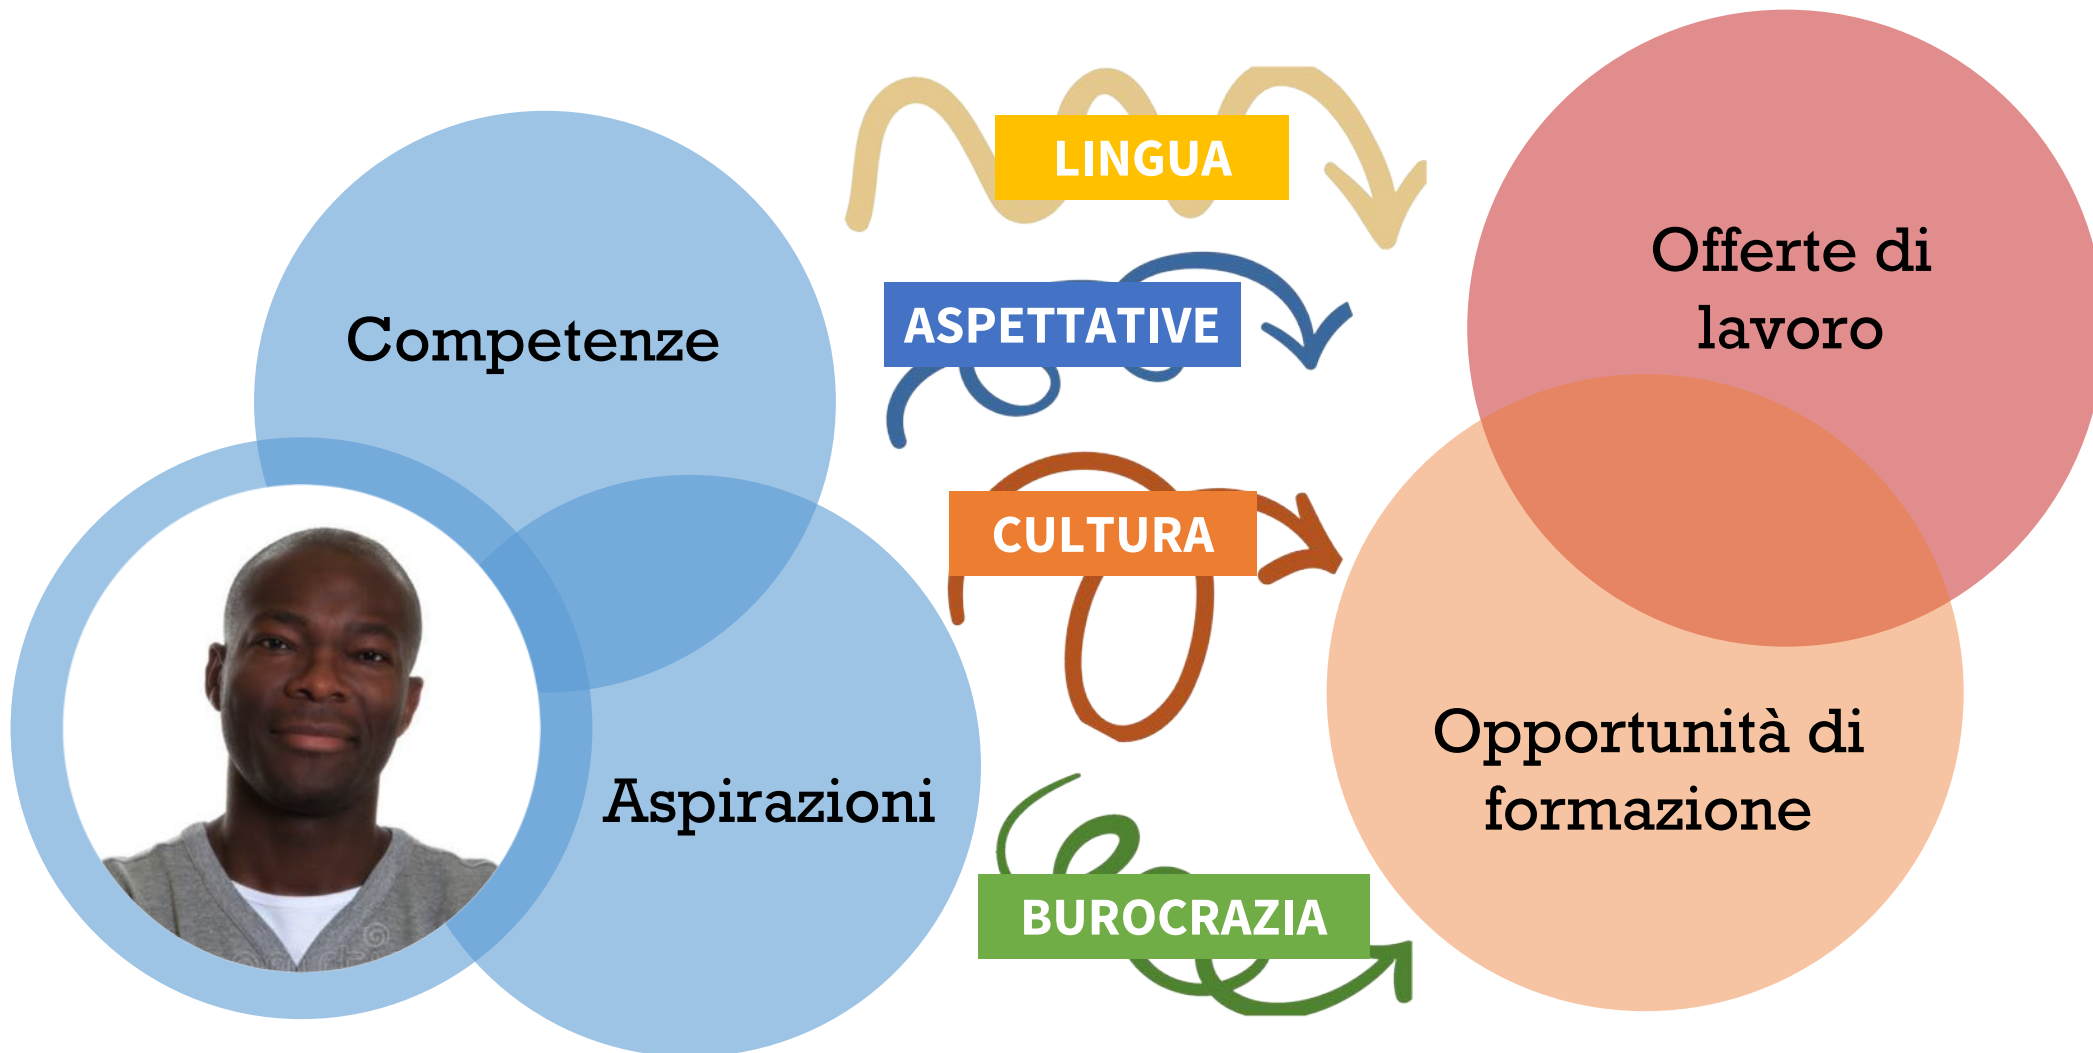 Competenze
Aspirazioni
LINGUA
ASPETTATIVE
CULTURA
BUROCRAZIA
Offerte di
lavoro
Opportunità di
formazione